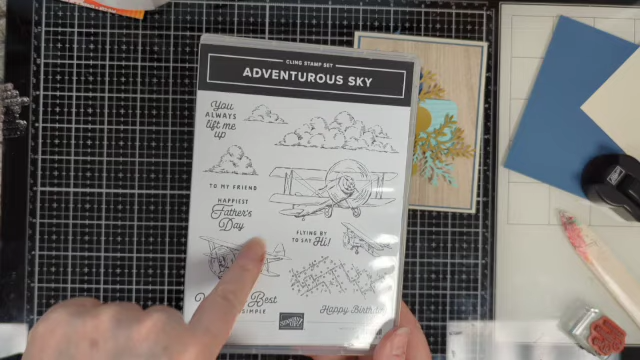 CLING STAMP SET
ADVENTUROUS SKY
You
ALWAYS
lift me
up
TO MY FRIEND
HAPPIEST
Father's
Day
FLYING BY
TO SAY Hi!
Best
SIMPLE
Happy Birthday